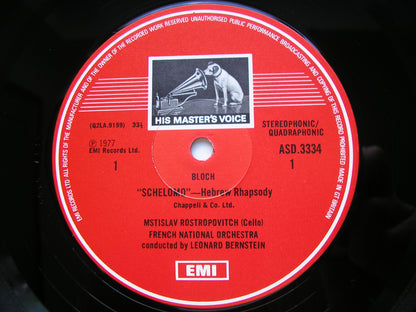 EMI RECORDS LTD. ALL RIGHTS OF THE MANUFACTURER AND OF THE OWNER OF THE RECORDED WORK RESERVED UNAUTHORISED PUBLIC PERFORMANCE BROADCASTING AND COPYING OF THIS RECORD PROHIBITED MADE IN GT BRITAIN
HIS MASTER'S VOICE
(G2LA.9199) 33⅓
STEREOPHONIC/
QUADRAPHONIC
℗ 1977
EMI Records Ltd.
ASD.3334
1
1
BLOCH
"SCHELOMO"—Hebrew Rhapsody
Chappell & Co. Ltd.
MSTISLAV ROSTROPOVITCH (Cello)
FRENCH NATIONAL ORCHESTRA
conducted by LEONARD BERNSTEIN
EMI